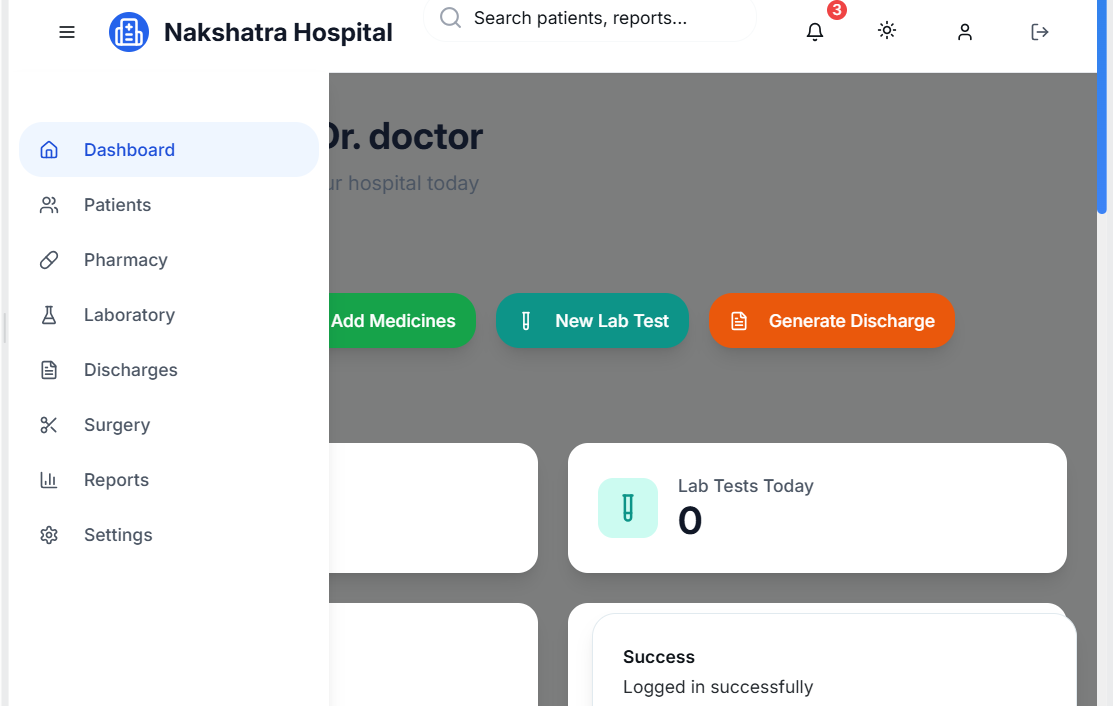 Nakshatra Hospital
Search patients, reports...
3
Dashboard
Patients
Pharmacy
Laboratory
Discharges
Surgery
Reports
Settings
Dr. doctor
hospital today
Add Medicines
New Lab Test
Generate Discharge
Lab Tests Today
0
Success
Logged in successfully